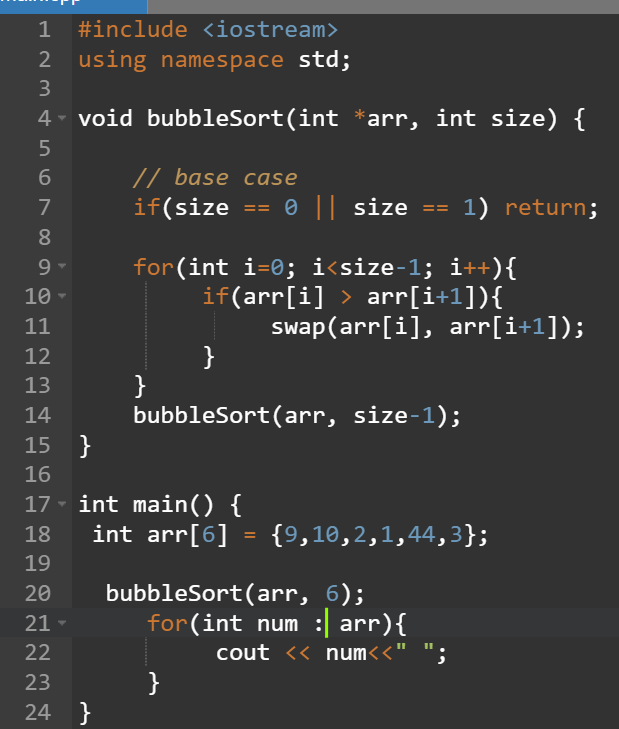 1 #include <iostream>
2 using namespace std;
3
4 void bubbleSort(int *arr, int size) {
5
6     // base case
7     if(size == 0 || size == 1) return;
8
9     for(int i=0; i<size-1; i++){
10         if(arr[i] > arr[i+1]){
11              swap(arr[i], arr[i+1]);
12         }
13     }
14     bubbleSort(arr, size-1);
15 }
16
17 int main() {
18  int arr[6] = {9,10,2,1,44,3};
19
20   bubbleSort(arr, 6);
21      for(int num : arr){
22           cout << num<<" ";
23      }
24 }